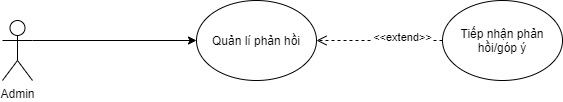 Quản lí phản hồi
<<extend>>
Tiếp nhận phản
hồi/góp ý
Admin